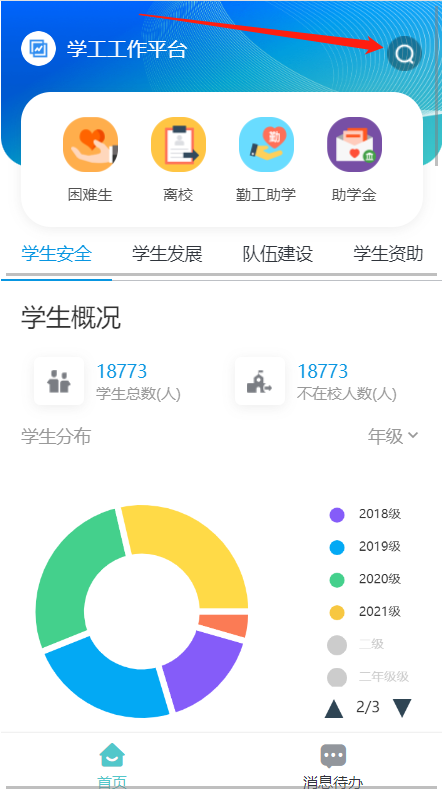 学工工作平台
勤
困难生 离校 勤工助学 助学金
学生安全 学生发展 队伍建设 学生资助
学生概况
18773 18773
学生总数(人) 不在校人数(人)
学生分布 年级
2018级
2019级
2020级
2021级
二级
二年级级
2/3
首页 消息待办